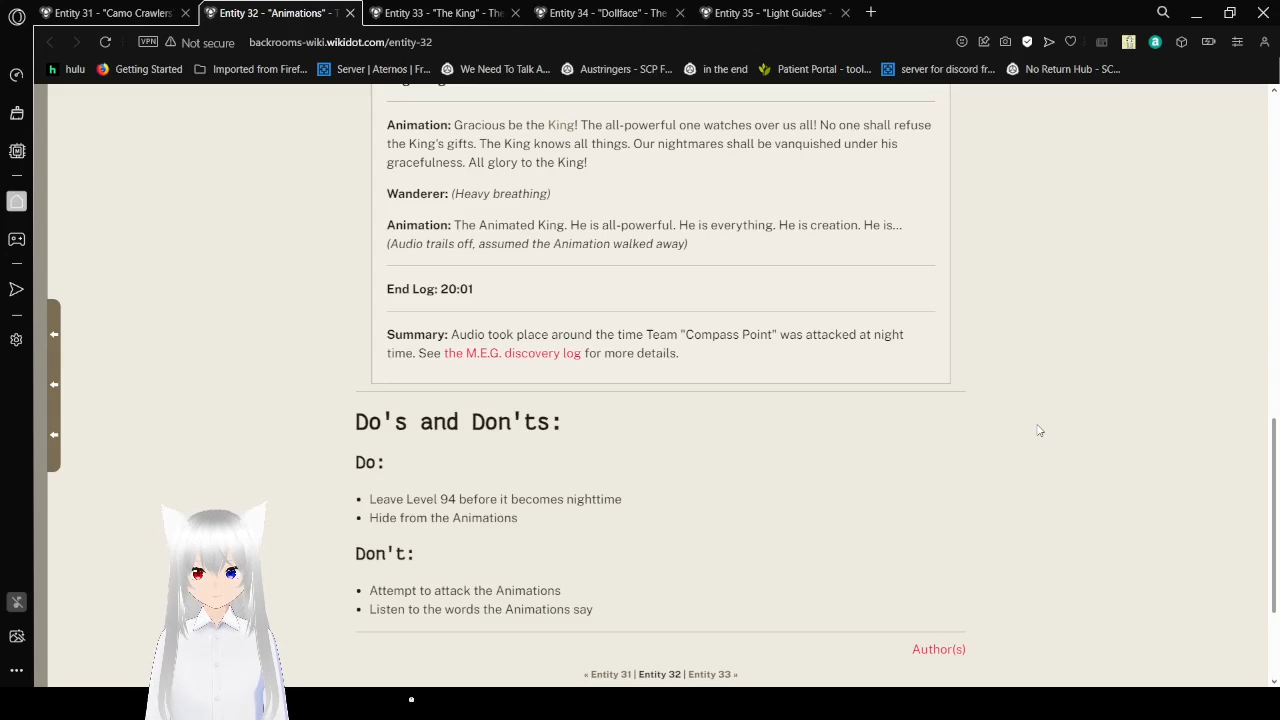 Entity 31 - "Camo Crawlers
Entity 32 - "Animations" - T
Entity 33 - "The King" - The
Entity 34 - "Dollface" - The
Entity 35 - "Light Guides" -
VPN
Not secure
backrooms-wiki.wikidot.com/entity-32
hulu
Getting Started
Imported from Firef...
Server | Aternos | Fr...
We Need To Talk A...
Austringers - SCP F...
in the end
Patient Portal - tool...
server for discord fr...
No Return Hub - SC...
Animation: Gracious be the King! The all-powerful one watches over us all! No one shall refuse
the King's gifts. The King knows all things. Our nightmares shall be vanquished under his
gracefulness. All glory to the King!
Wanderer: (Heavy breathing)
Animation: The Animated King. He is all-powerful. He is everything. He is creation. He is...
(Audio trails off, assumed the Animation walked away)
End Log: 20:01
Summary: Audio took place around the time Team "Compass Point" was attacked at night
time. See the M.E.G. discovery log for more details.
Do's and Don'ts:
Do:
• Leave Level 94 before it becomes nighttime
• Hide from the Animations
Don't:
• Attempt to attack the Animations
• Listen to the words the Animations say
Author(s)
« Entity 31 | Entity 32 | Entity 33 »